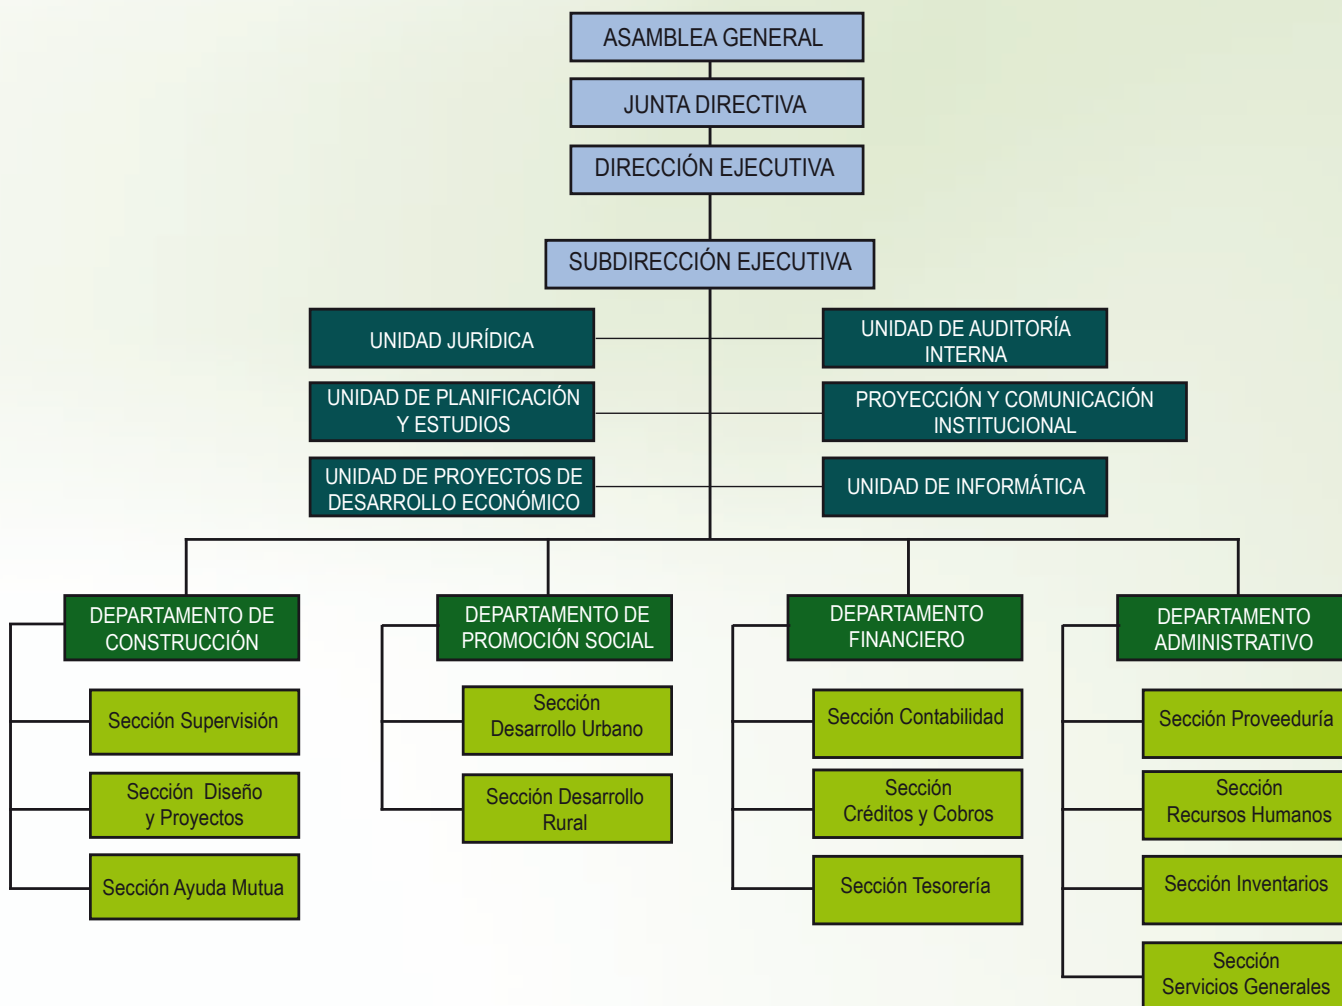 ASAMBLEA GENERAL
JUNTA DIRECTIVA
DIRECCIÓN EJECUTIVA
SUBDIRECCIÓN EJECUTIVA
UNIDAD JURÍDICA
UNIDAD DE AUDITORÍA
INTERNA
UNIDAD DE PLANIFICACIÓN
Y ESTUDIOS
PROYECCIÓN Y COMUNICACIÓN
INSTITUCIONAL
UNIDAD DE PROYECTOS DE
DESARROLLO ECONÓMICO
UNIDAD DE INFORMÁTICA
DEPARTAMENTO DE
CONSTRUCCIÓN
Sección Supervisión
Sección Diseño
y Proyectos
Sección Ayuda Mutua
DEPARTAMENTO DE
PROMOCIÓN SOCIAL
Sección
Desarrollo Urbano
Sección Desarrollo
Rural
DEPARTAMENTO
FINANCIERO
Sección Contabilidad
Sección
Créditos y Cobros
Sección Tesorería
DEPARTAMENTO
ADMINISTRATIVO
Sección Proveeduría
Sección
Recursos Humanos
Sección Inventarios
Sección
Servicios Generales